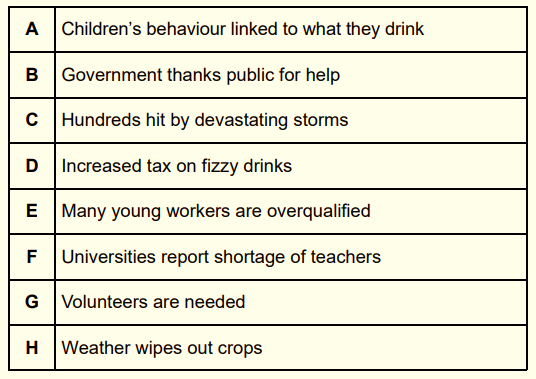 A Children’s behaviour linked to what they drink
B Government thanks public for help
C Hundreds hit by devastating storms
D Increased tax on fizzy drinks
E Many young workers are overqualified
F Universities report shortage of teachers
G Volunteers are needed
H Weather wipes out crops